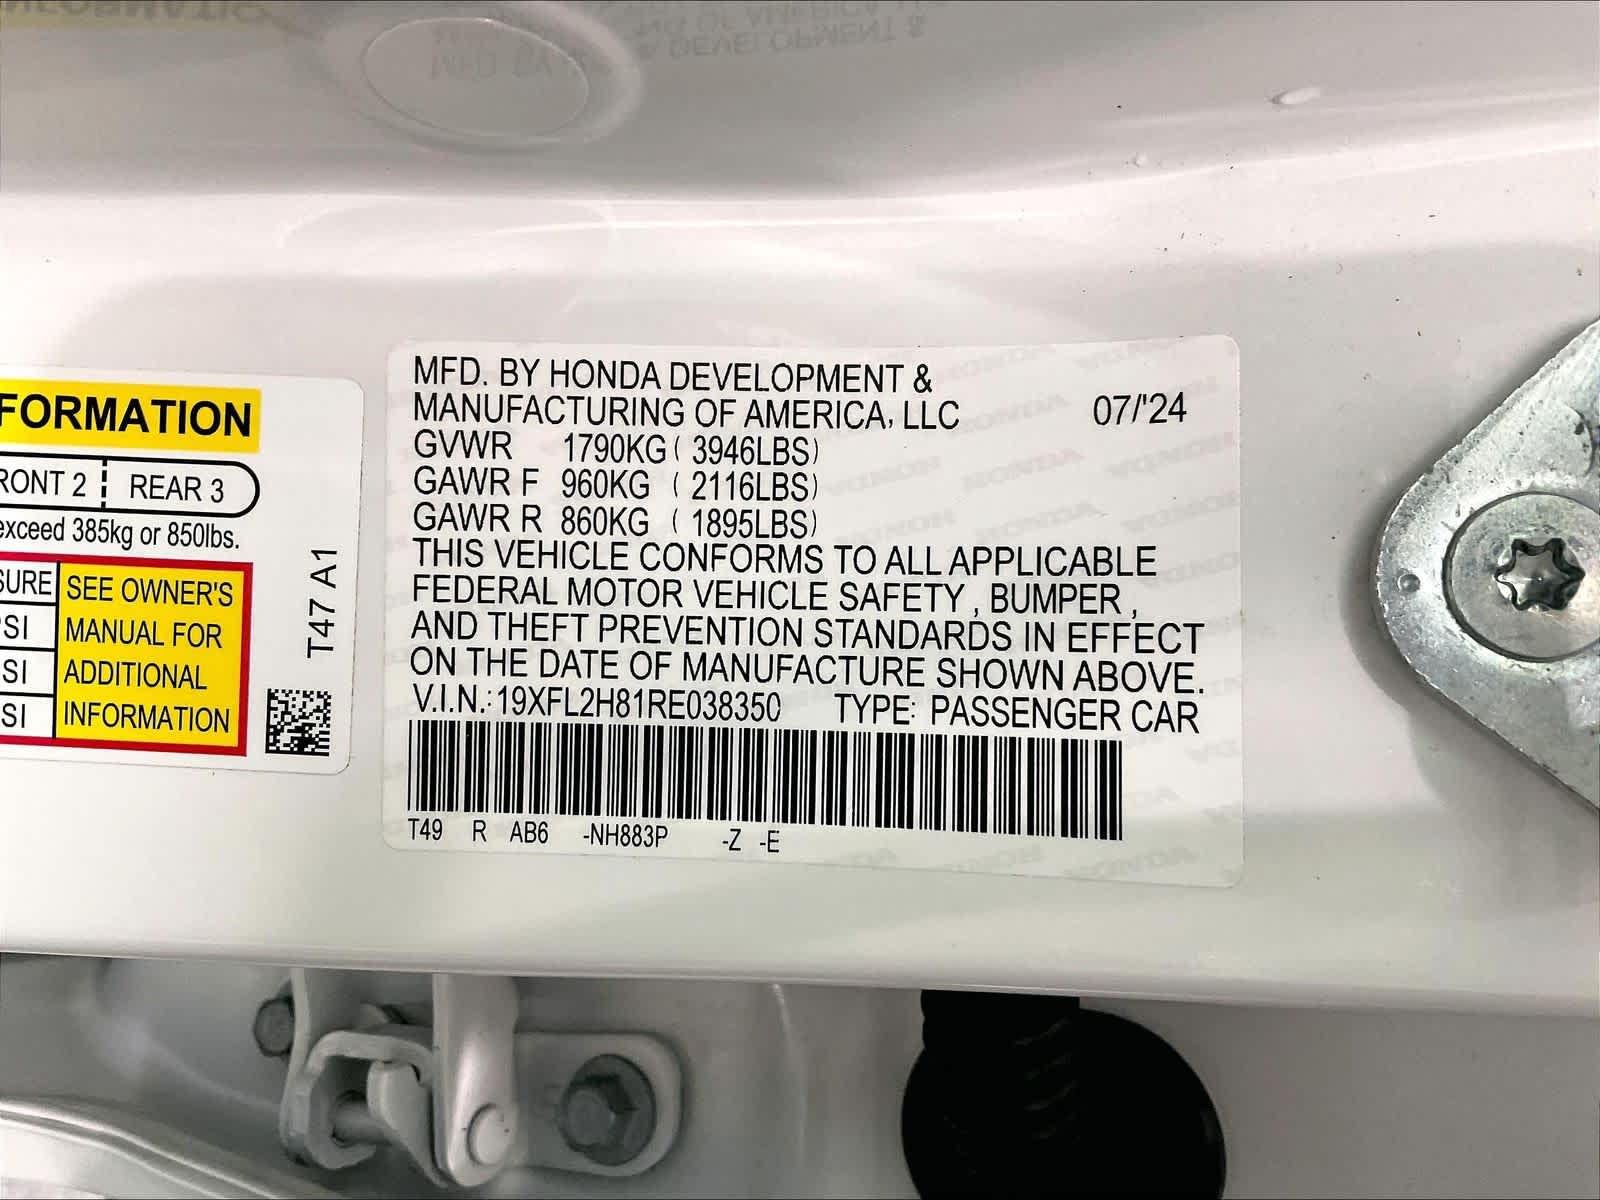 FORMATION
RONT 2 REAR 3
exceed 385kg or 850lbs.
SURE
SI
SI
SI
SEE OWNER'S
MANUAL FOR
ADDITIONAL
INFORMATION
T47 A1
MFD. BY HONDA DEVELOPMENT &
MANUFACTURING OF AMERICA, LLC 07/'24
GVWR 1790KG ( 3946LBS)
GAWR F 960KG ( 2116LBS)
GAWR R 860KG ( 1895LBS)
THIS VEHICLE CONFORMS TO ALL APPLICABLE
FEDERAL MOTOR VEHICLE SAFETY , BUMPER ,
AND THEFT PREVENTION STANDARDS IN EFFECT
ON THE DATE OF MANUFACTURE SHOWN ABOVE.
V.I.N.: 19XFL2H81RE038350 TYPE: PASSENGER CAR
T49 R AB6 -NH883P -Z -E